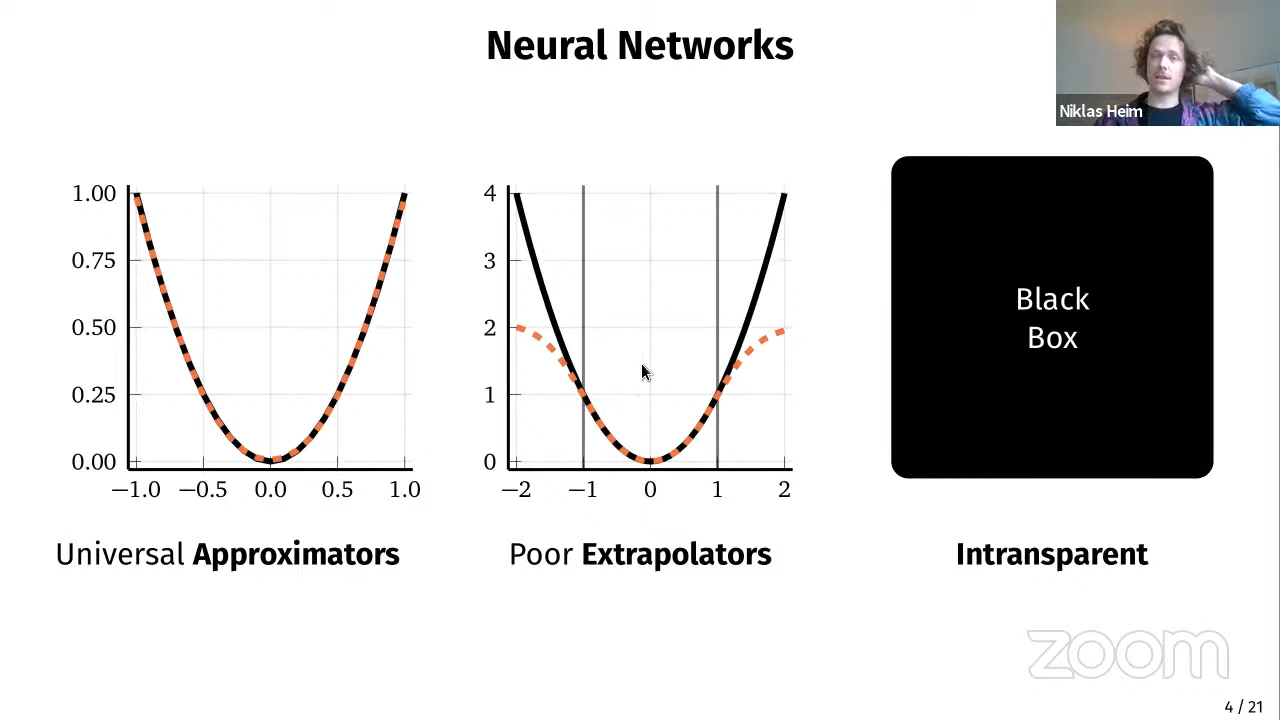 Neural Networks
Niklas Heim
1.00
0.75
0.50
0.25
0.00
−1.0 −0.5 0.0 0.5 1.0
Universal Approximators
4
3
2
1
0
−2 −1 0 1 2
Poor Extrapolators
Black
Box
Intransparent
zoom
4 / 21